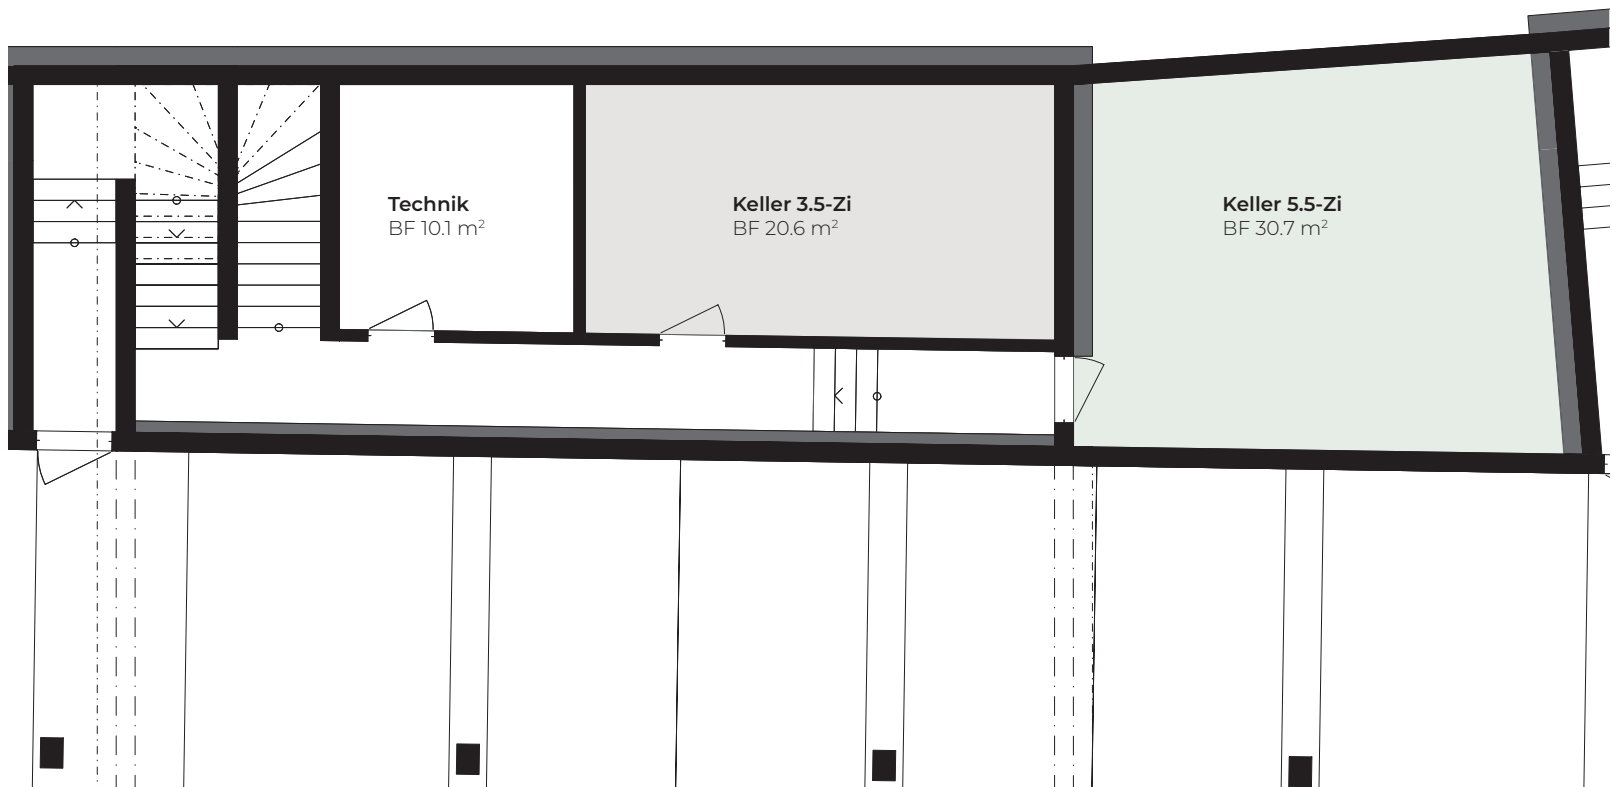 Technik
BF 10.1 m²
Keller 3.5-Zi
BF 20.6 m²
Keller 5.5-Zi
BF 30.7 m²